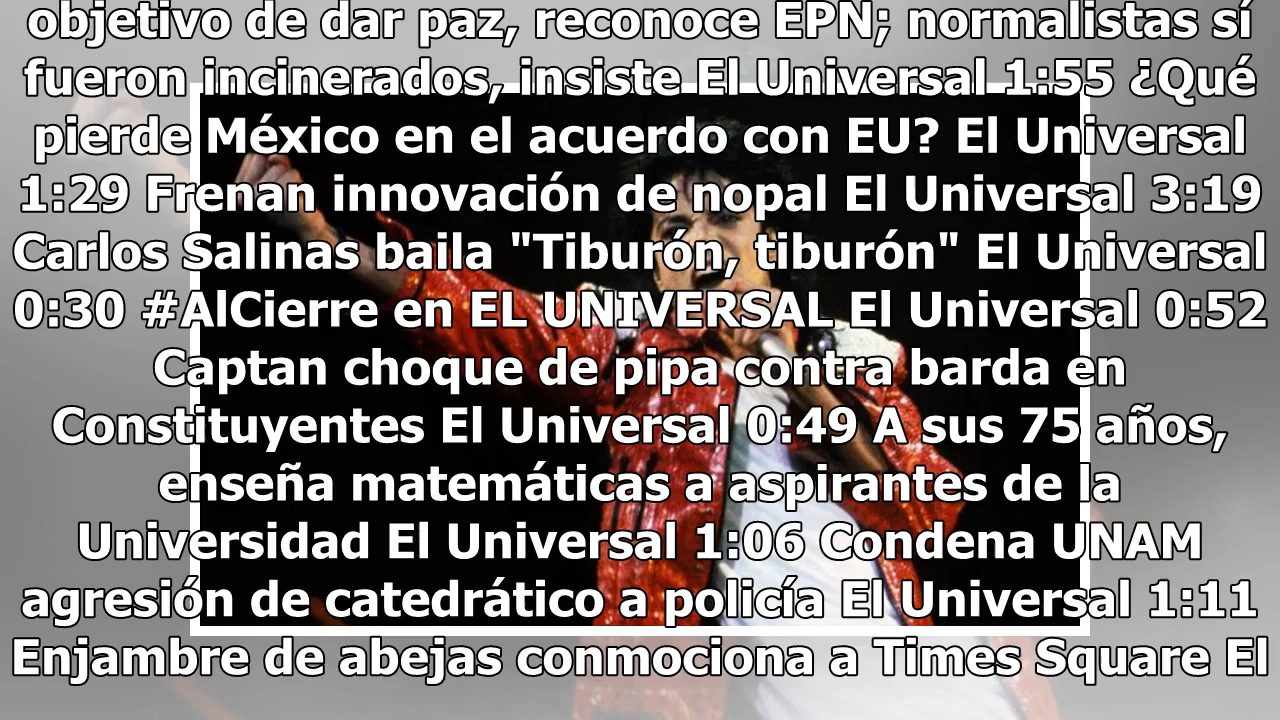 objetivo de dar paz, reconoce EPN; normalistas sí
fueron incinerados, insiste El Universal 1:55 ¿Qué
pierde México en el acuerdo con EU? El Universal
1:29 Frenan innovación de nopal El Universal 3:19
Carlos Salinas baila "Tiburón, tiburón" El Universal
0:30 #AlCierre en EL UNIVERSAL El Universal 0:52
Captan choque de pipa contra barda en
Constituyentes El Universal 0:49 A sus 75 años,
enseña matemáticas a aspirantes de la
Universidad El Universal 1:06 Condena UNAM
agresión de catedrático a policía El Universal 1:11
Enjambre de abejas conmociona a Times Square El